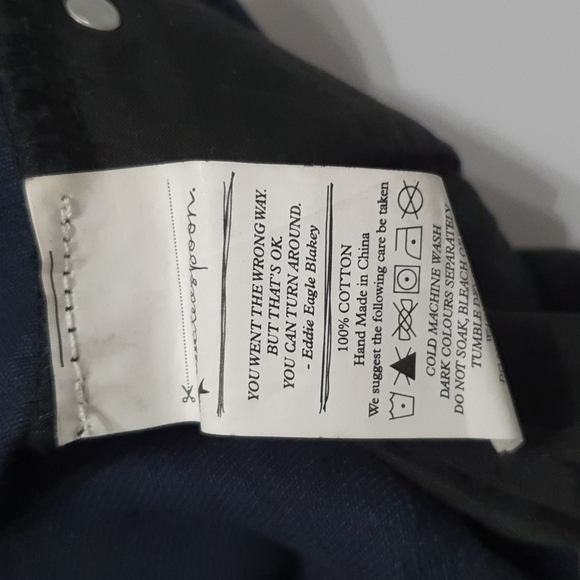 YOU WENT THE WRONG WAY.
BUT THAT'S OK.
YOU CAN TURN AROUND.
- Eddie Eagle Blakey
100% COTTON
Hand Made in China
We suggest the following care be taken
COLD MACHINE WASH
DARK COLOURS SEPARATELY
DO NOT SOAK, BLEACH
TUMBLE